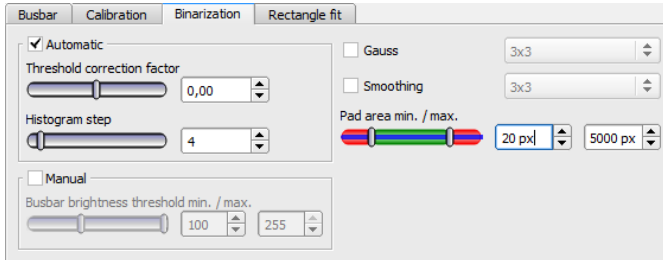 Busbar Calibration Binarization Rectangle fit
Automatic
Threshold correction factor
0,00
Histogram step
4
Manual
Busbar brightness threshold min. / max.
100 255
Gauss 3x3
Smoothing 3x3
Pad area min. / max.
20 px 5000 px